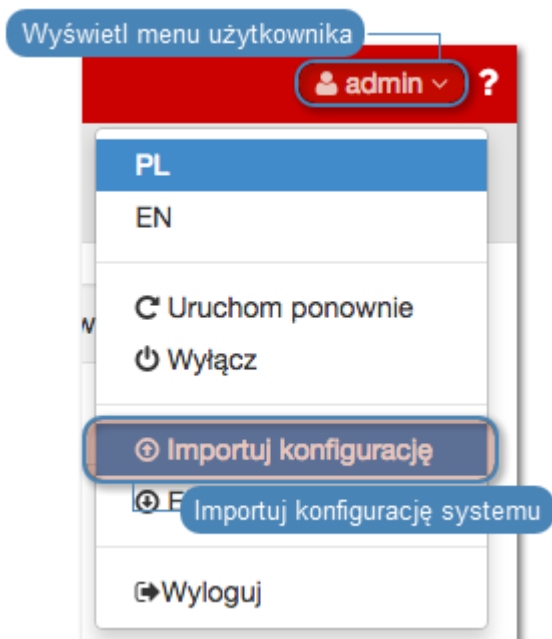 Wyświetl menu użytkownika
admin ?
PL
EN
w
Uruchom ponownie
Wyłącz
Importuj konfigurację
E
Importuj konfigurację systemu
Wyloguj